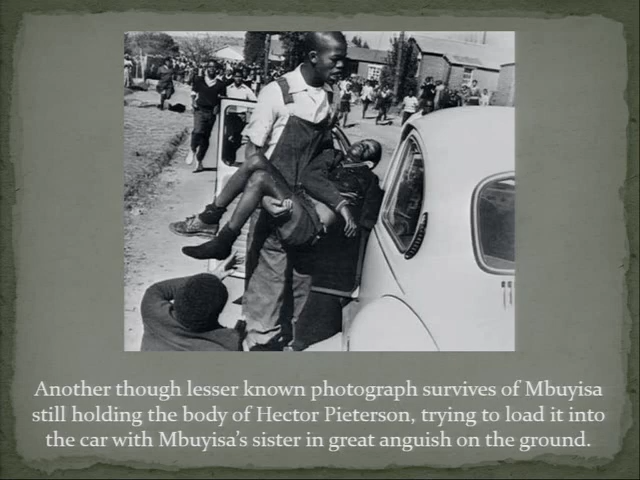 Another though lesser known photograph survives of Mbuyisa
still holding the body of Hector Pieterson, trying to load it into
the car with Mbuyisa’s sister in great anguish on the ground.